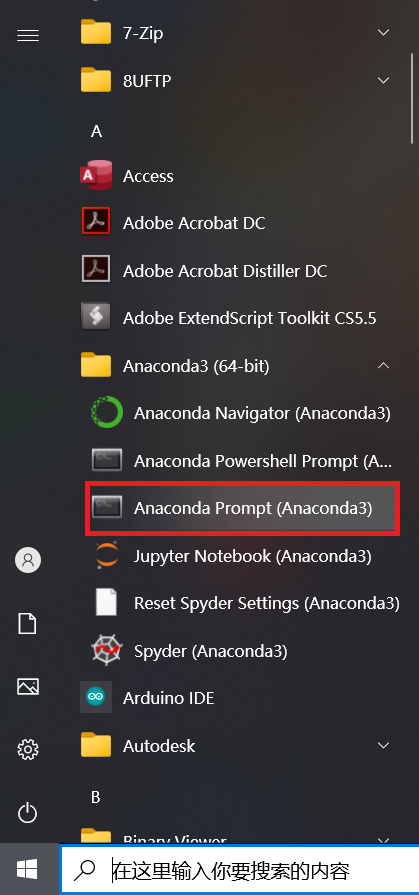 7-Zip
8UFTP
A
Access
Adobe Acrobat DC
Adobe Acrobat Distiller DC
Adobe ExtendScript Toolkit CS5.5
Anaconda3 (64-bit)
Anaconda Navigator (Anaconda3)
Anaconda Powershell Prompt (A...
Anaconda Prompt (Anaconda3)
Jupyter Notebook (Anaconda3)
Reset Spyder Settings (Anaconda3)
Spyder (Anaconda3)
Arduino IDE
Autodesk
B
Binary Viewer
在这里输入你要搜索的内容